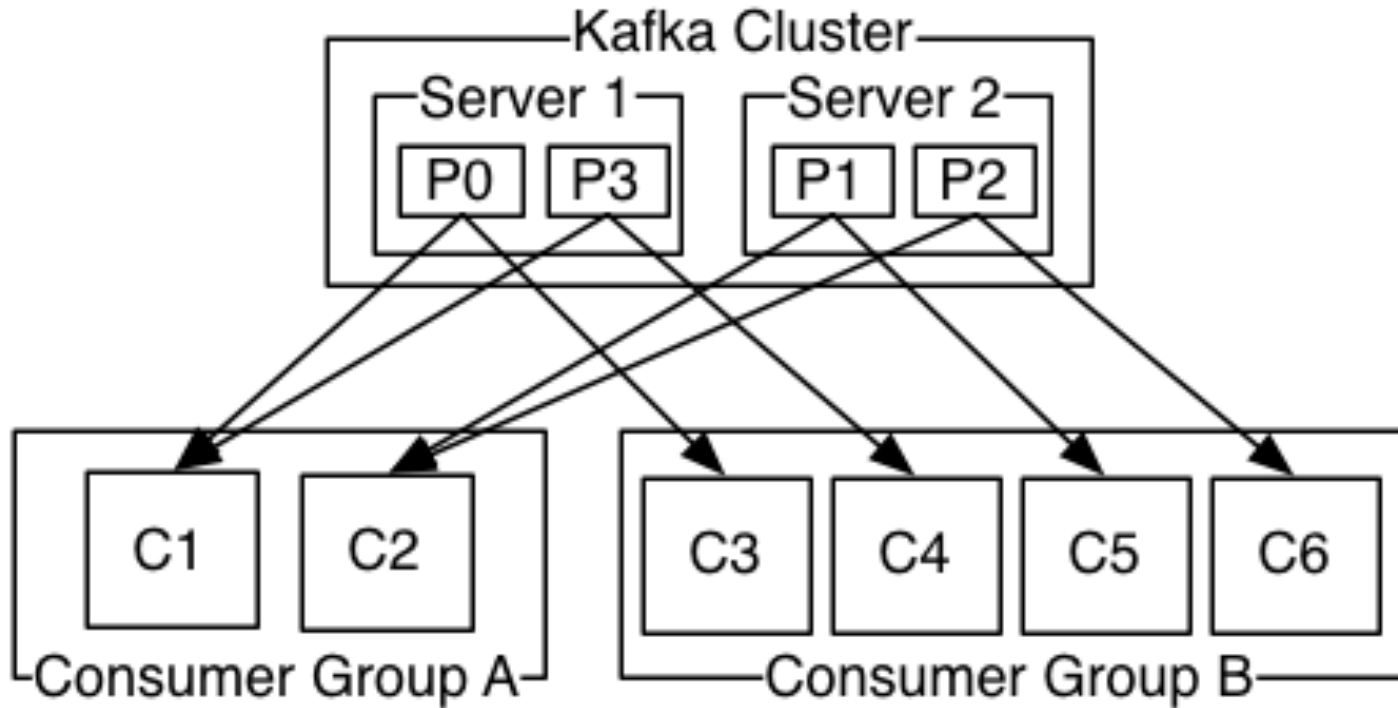 Kafka Cluster
Server 1
Server 2
P0
P3
P1
P2
C1
C2
C3
C4
C5
C6
Consumer Group A
Consumer Group B